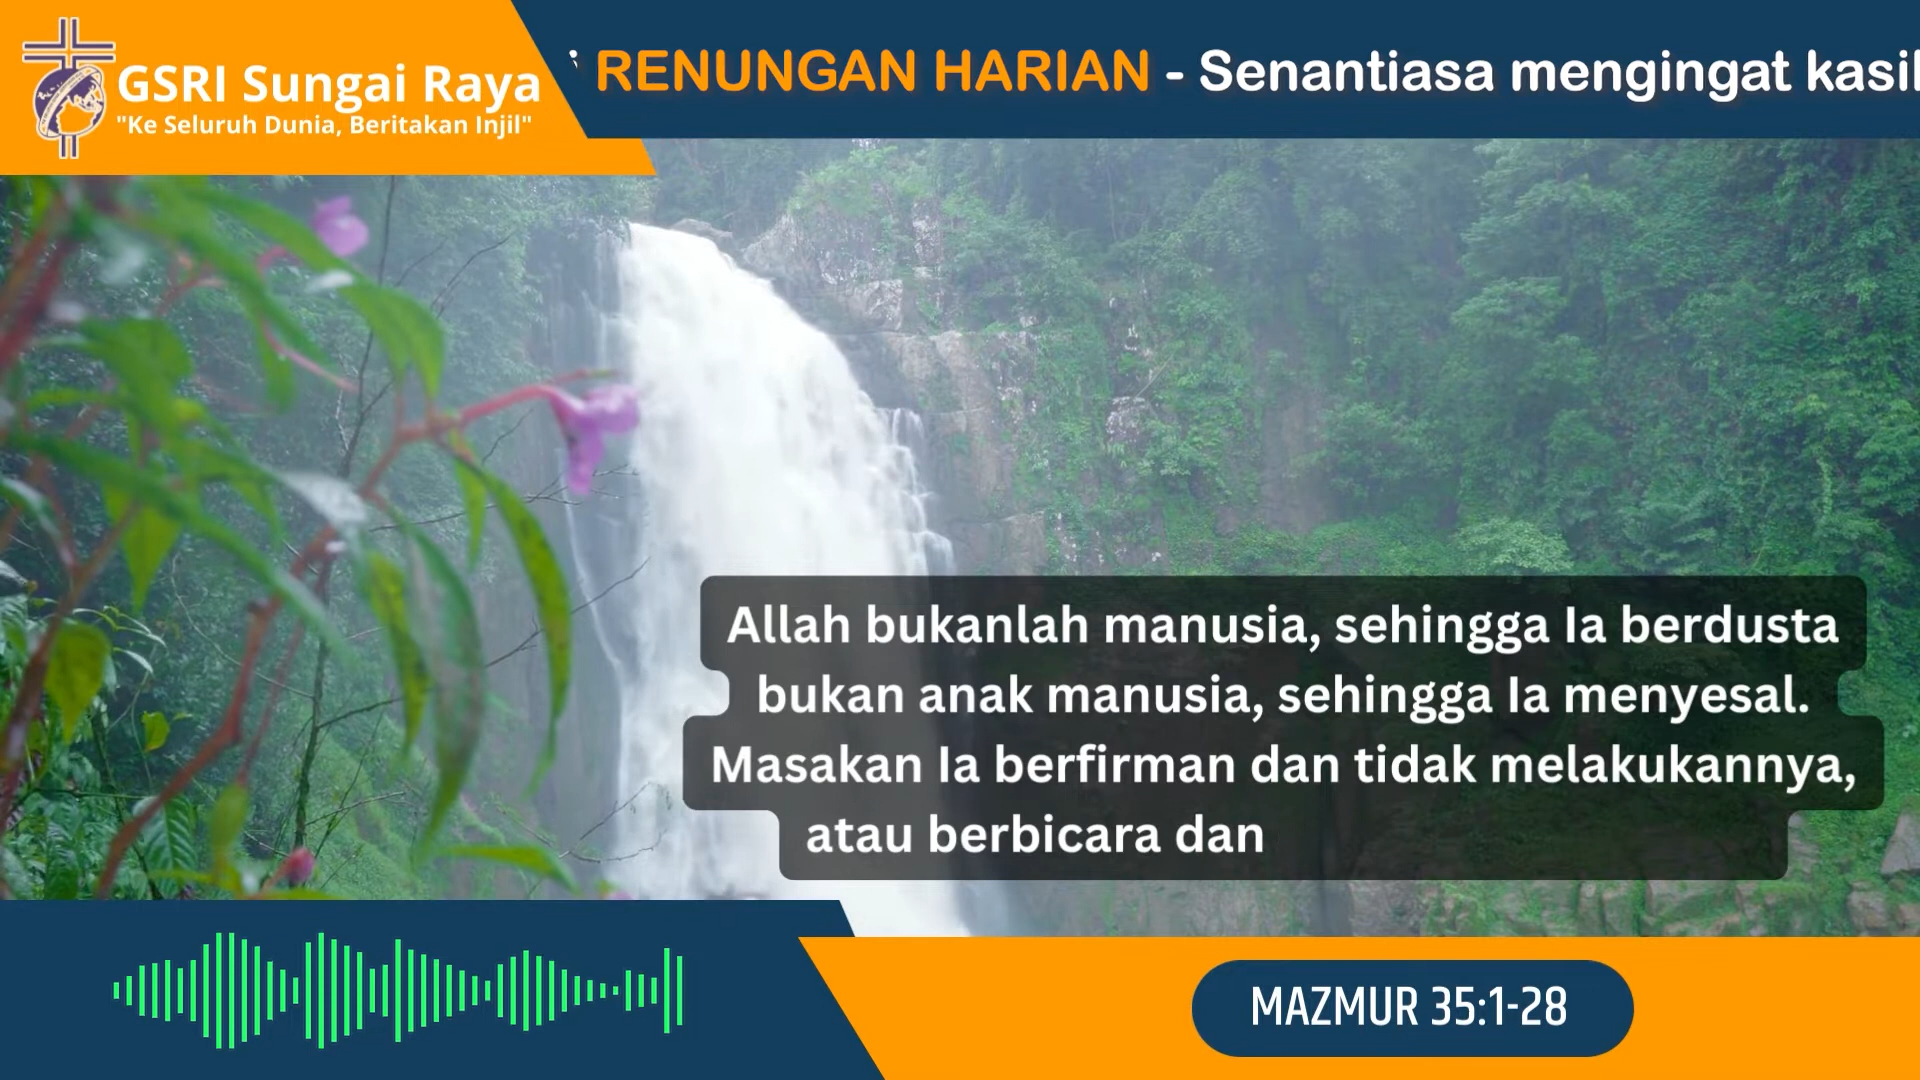 GSRI Sungai Raya
"Ke Seluruh Dunia, Beritakan Injil"
RENUNGAN HARIAN - Senantiasa mengingat
Allah bukanlah manusia, sehingga Ia berdusta
bukan anak manusia, sehingga Ia menyesal.
Masakan Ia berfirman dan tidak melakukannya,
atau berbicara dan
MAZMUR 35:1-28